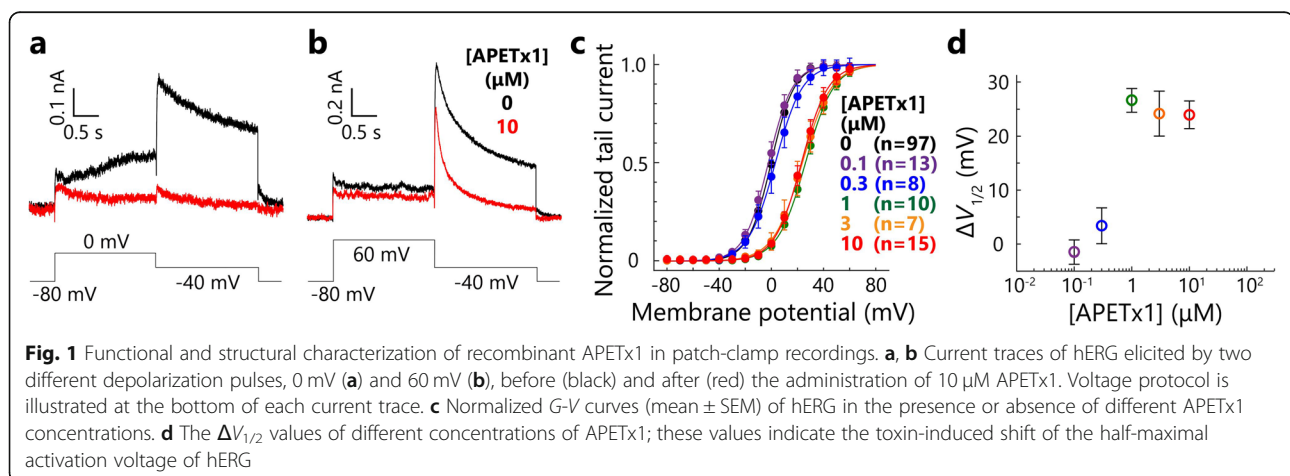 a
0.1 nA
0.5 s
0 mV
-80 mV
-40 mV
b
0.2 nA
0.5 s
[APETx1]
(μM)
0
10
60 mV
-80 mV
-40 mV
c
Normalized tail current
1.0
0.5
0
-80 -40 0 40 80
Membrane potential (mV)
[APETx1]
(μM)
0 (n=97)
0.1 (n=13)
0.3 (n=8)
1 (n=10)
3 (n=7)
10 (n=15)
d
ΔV1/2 (mV)
30
20
10
0
10-2 10-1 1 101 102
[APETx1] (μM)
Fig. 1 Functional and structural characterization of recombinant APETx1 in patch-clamp recordings. a, b Current traces of hERG elicited by two
different depolarization pulses, 0 mV (a) and 60 mV (b), before (black) and after (red) the administration of 10 μM APETx1. Voltage protocol is
illustrated at the bottom of each current trace. c Normalized G-V curves (mean ± SEM) of hERG in the presence or absence of different APETx1
concentrations. d The ΔV1/2 values of different concentrations of APETx1; these values indicate the toxin-induced shift of the half-maximal
activation voltage of hERG